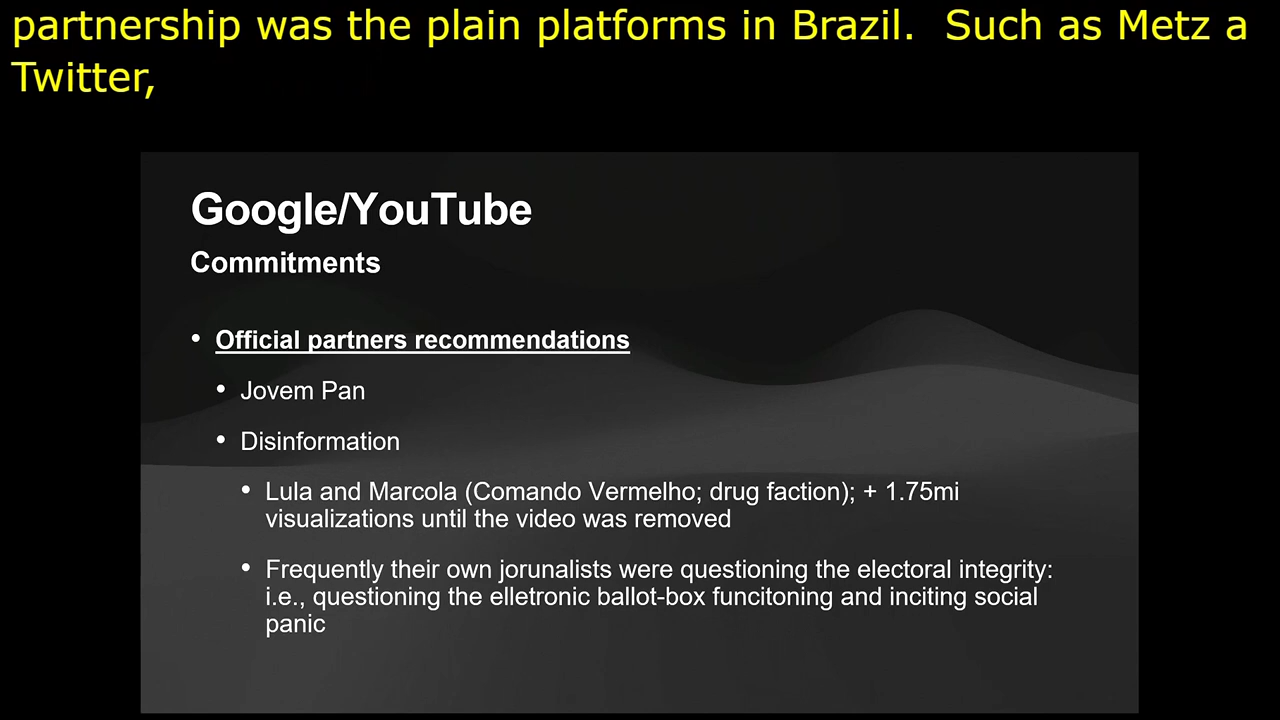 partnership was the plain platforms in Brazil.  Such as Metz a
Twitter,
Google/YouTube
Commitments
• Official partners recommendations
• Jovem Pan
• Disinformation
• Lula and Marcola (Comando Vermelho; drug faction); + 1.75mi
visualizations until the video was removed
• Frequently their own jorunalists were questioning the electoral integrity:
i.e., questioning the elletronic ballot-box funcitoning and inciting social
panic